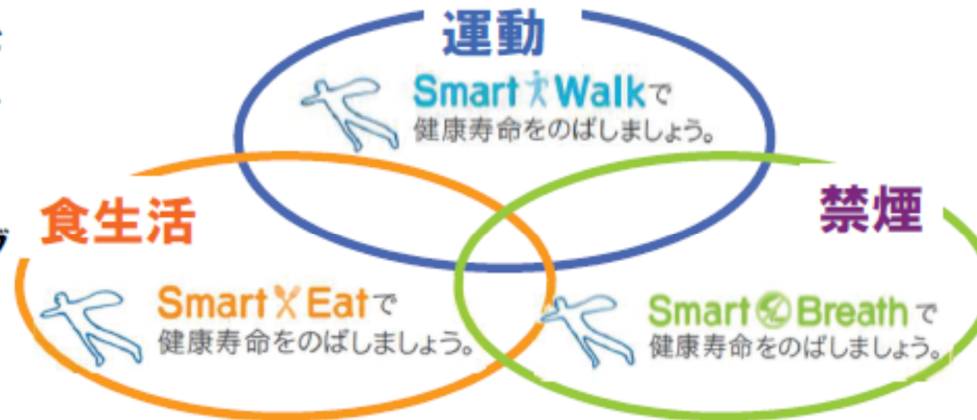 運動
Smart Walkで
健康寿命をのばしましょう。
食生活
Smart Eatで
健康寿命をのばしましょう。
禁煙
Smart Breathで
健康寿命をのばしましょう。